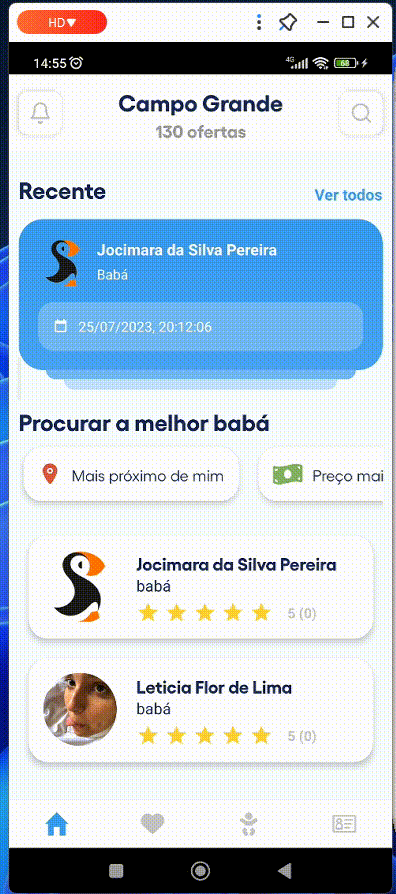 HD▼
14:55
4G
68
Campo Grande
130 ofertas
Recente
Ver todos
Jocimara da Silva Pereira
Babá
25/07/2023, 20:12:06
Procurar a melhor babá
Mais próximo de mim
Preço mai
Jocimara da Silva Pereira
babá
5 (0)
Leticia Flor de Lima
babá
5 (0)